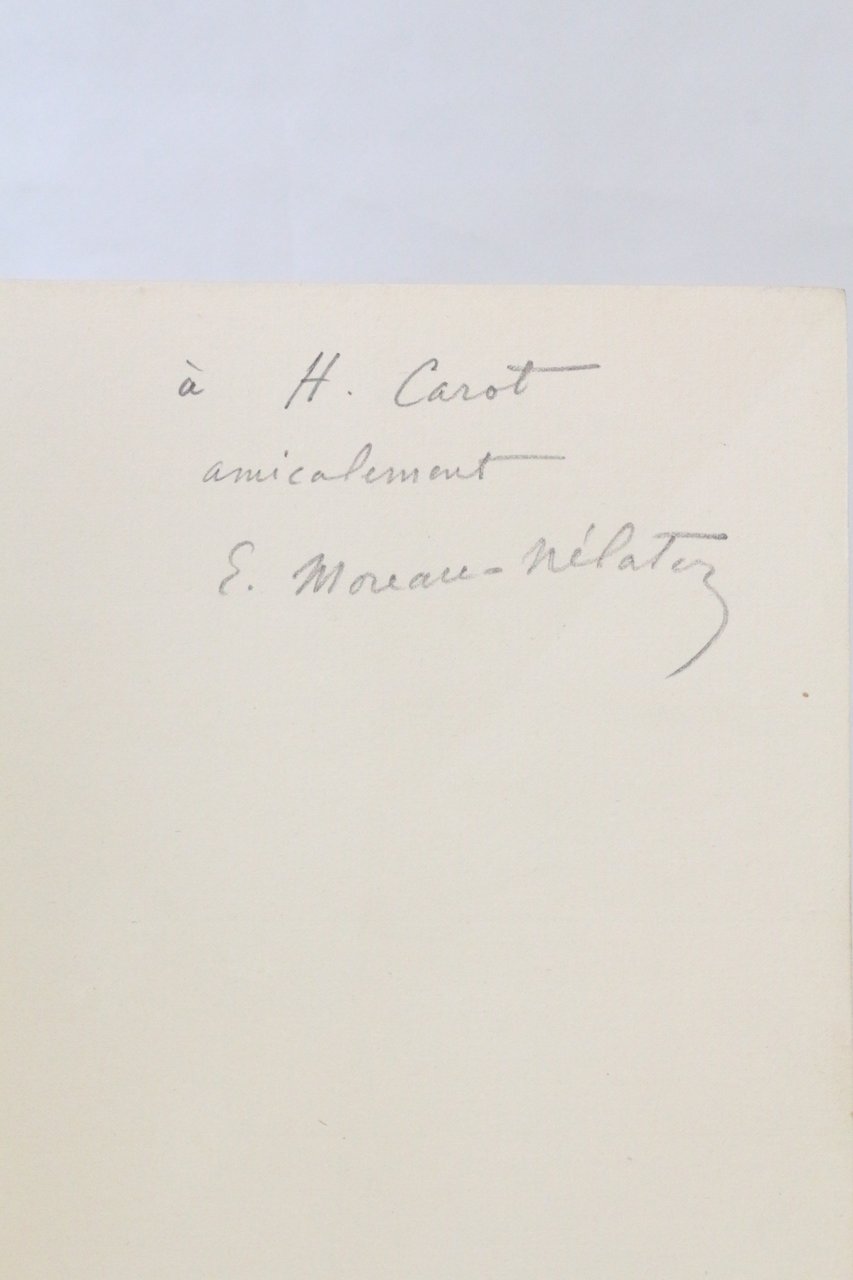 à H. Carot
amicalement
E. Moreau-Nélaton